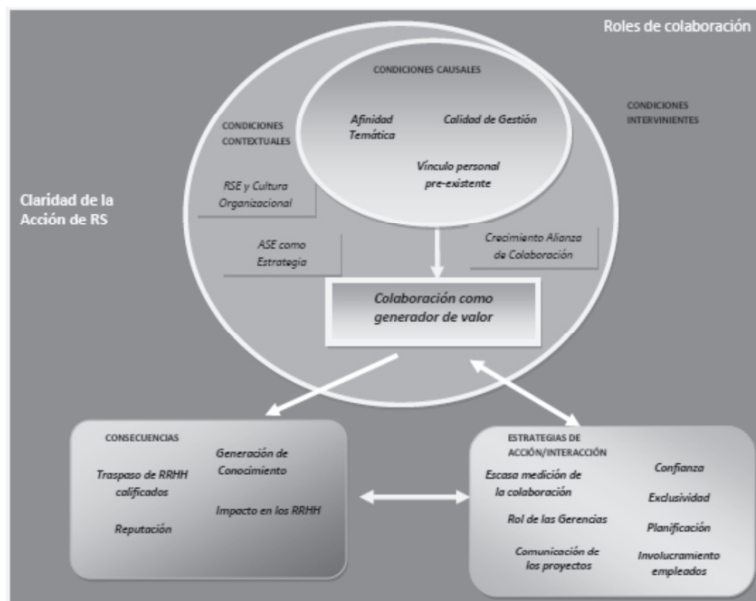 Roles de colaboración
CONDICIONES CAUSALES
Afinidad
Temática
Calidad de Gestión
Vínculo personal
pre-existente
CONDICIONES
INTERVINIENTES
CONDICIONES
CONTEXTUALES
RSE y Cultura
Organizacional
Claridad de la
Acción de RS
ASE como
Estrategia
Crecimiento Alianza
de Colaboración
Colaboración como
generador de valor
CONSECUENCIAS
Generación de
Conocimiento
Traspaso de RRHH
calificados
Impacto en los RRHH
Reputación
ESTRATEGIAS DE
ACCIÓN/INTERACCIÓN
Escasa medición de
la colaboración
Confianza
Exclusividad
Rol de las Gerencias
Planificación
Comunicación de
los proyectos
Involucramiento
empleados